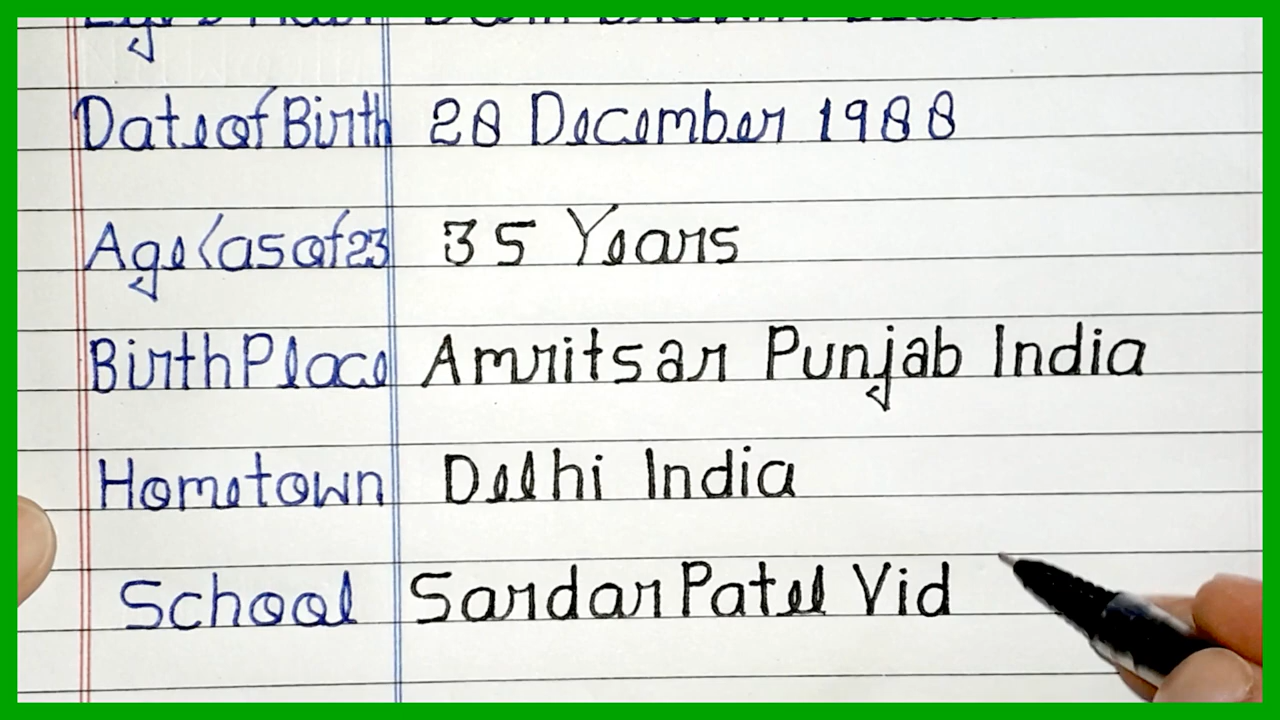 Date of Birth 28 December 1988
Age (as of 23 35 Years
Birth Place Amritsar Punjab India
Hometown Delhi India
School Sardar Patel Vid